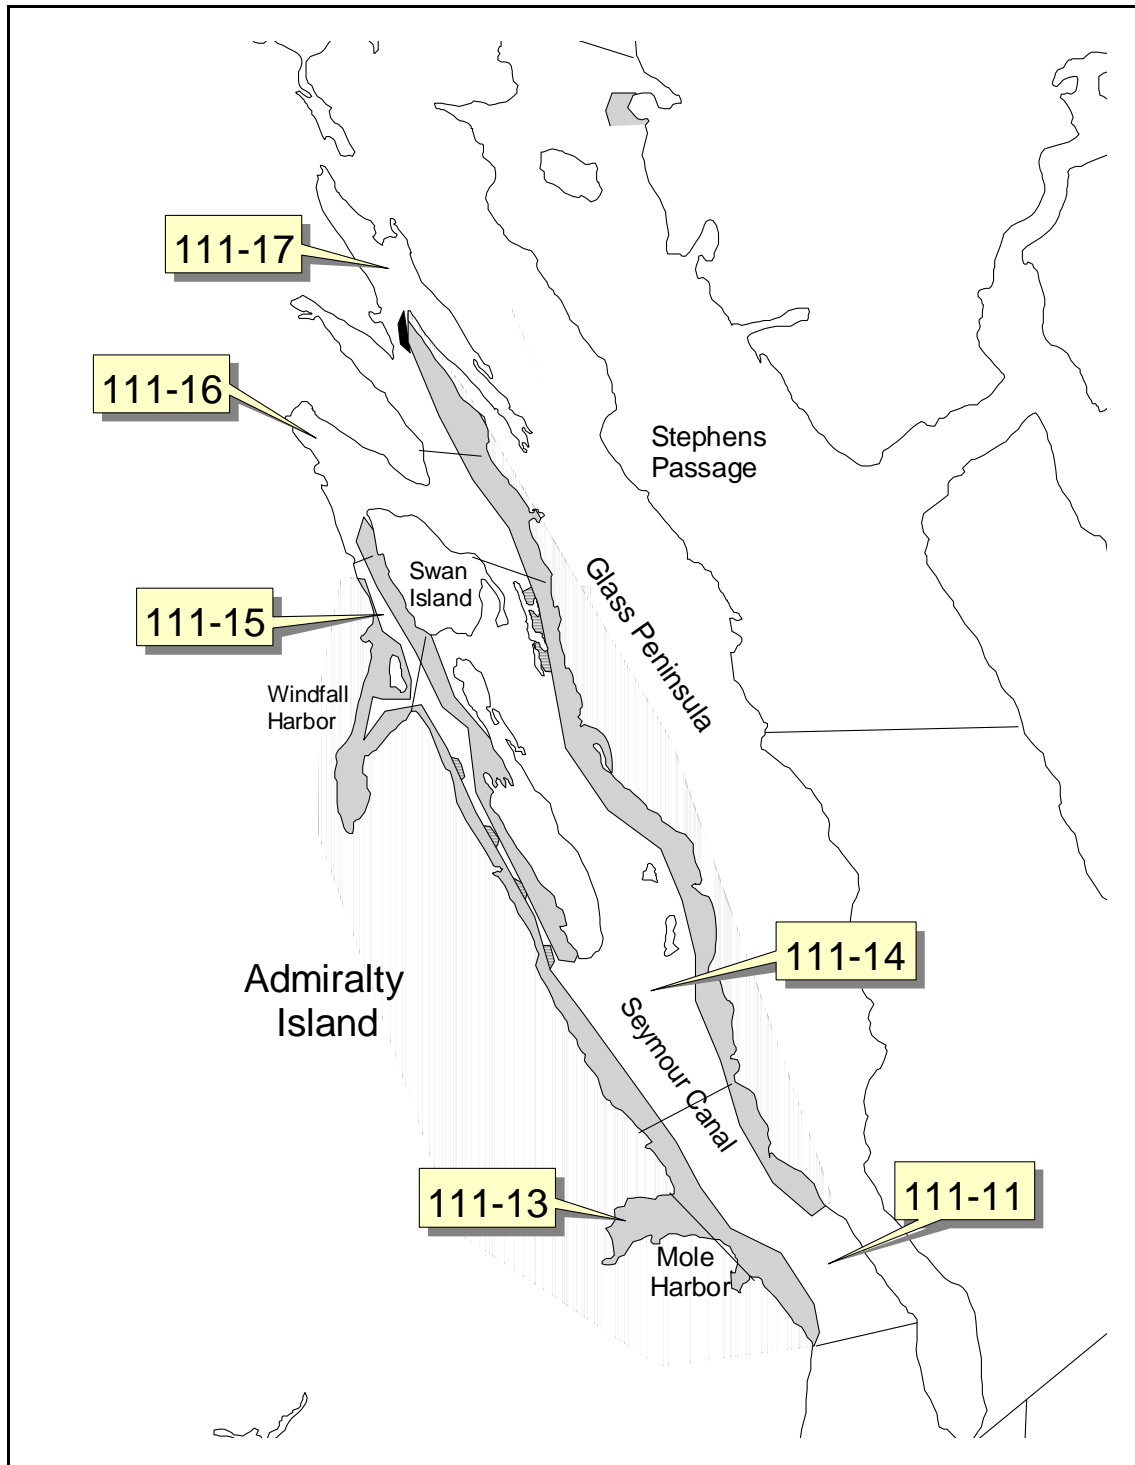 111-17
111-16
Stephens
Passage
Swan
Island
Glass Peninsula
111-15
Windfall
Harbor
111-14
Admiralty
Island
Seymour Canal
111-13
111-11
Mole
Harbor